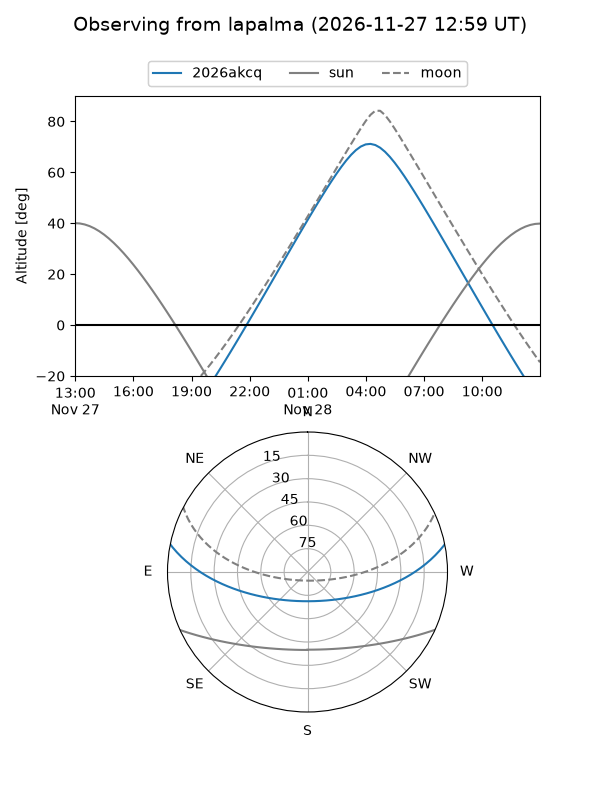 Observing from lapalma (2026-11-27 12:59 UT)
2026akcq sun moon
Altitude [deg]
80
60
40
20
0
−20
13:00 16:00 19:00 22:00 01:00 04:00 07:00 10:00
Nov 27 Nov 28
N
NE NW
15
30
45
60
75
E W
SE SW
S